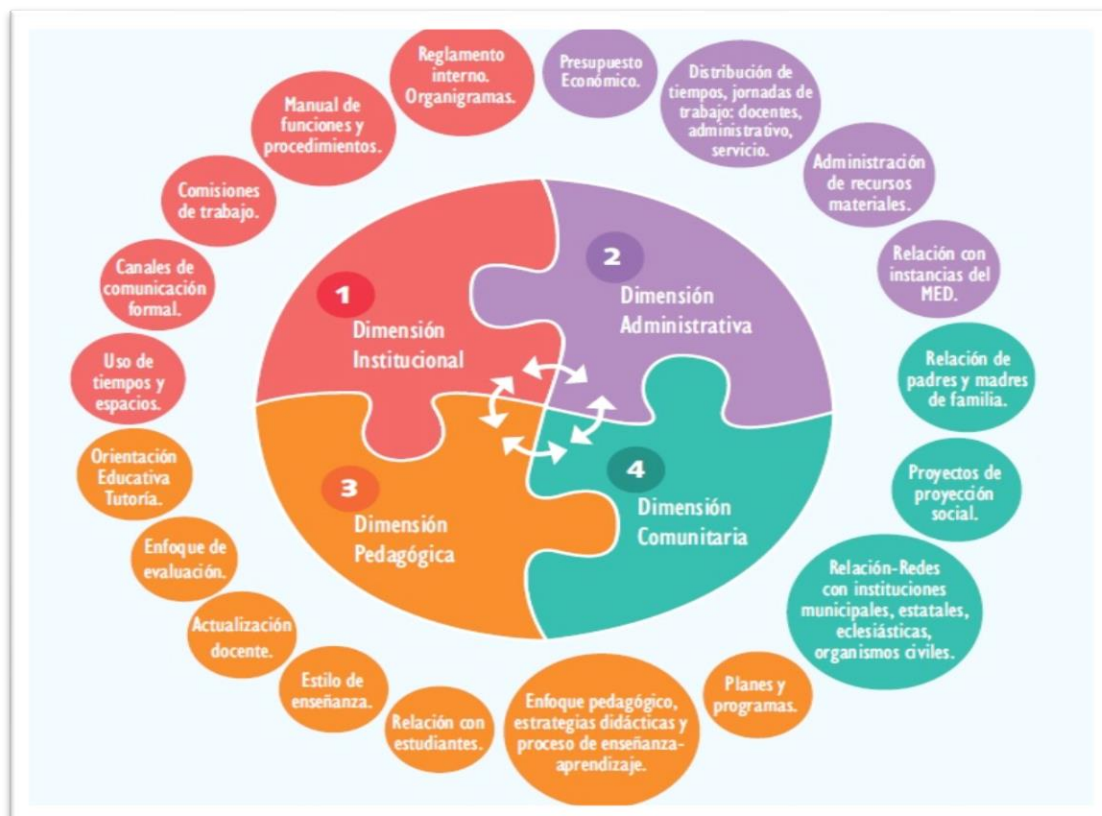 Reglamento
interno.
Organigramas.
Presupuesto
Económico.
Distribución de
tiempos, jornadas de
trabajo: docentes,
administrativo,
servicio.
Manual de
funciones y
procedimientos.
Administración
de recursos
materiales.
Comisiones
de trabajo.
Relación con
instancias del
MED.
Canales de
comunicación
formal.
Uso de
tiempos y
espacios.
1
Dimensión
Institucional
2
Dimensión
Administrativa
3
Dimensión
Pedagógica
4
Dimensión
Comunitaria
Relación de
padres y madres
de familia.
Proyectos de
proyección
social.
Relación-Redes
con instituciones
municipales, estatales,
eclesiásticas,
organismos civiles.
Orientación
Educativa
Tutoría.
Enfoque de
evaluación.
Actualización
docente.
Estilo de
enseñanza.
Relación con
estudiantes.
Enfoque pedagógico,
estrategias didácticas y
proceso de enseñanza-
aprendizaje.
Planes y
programas.